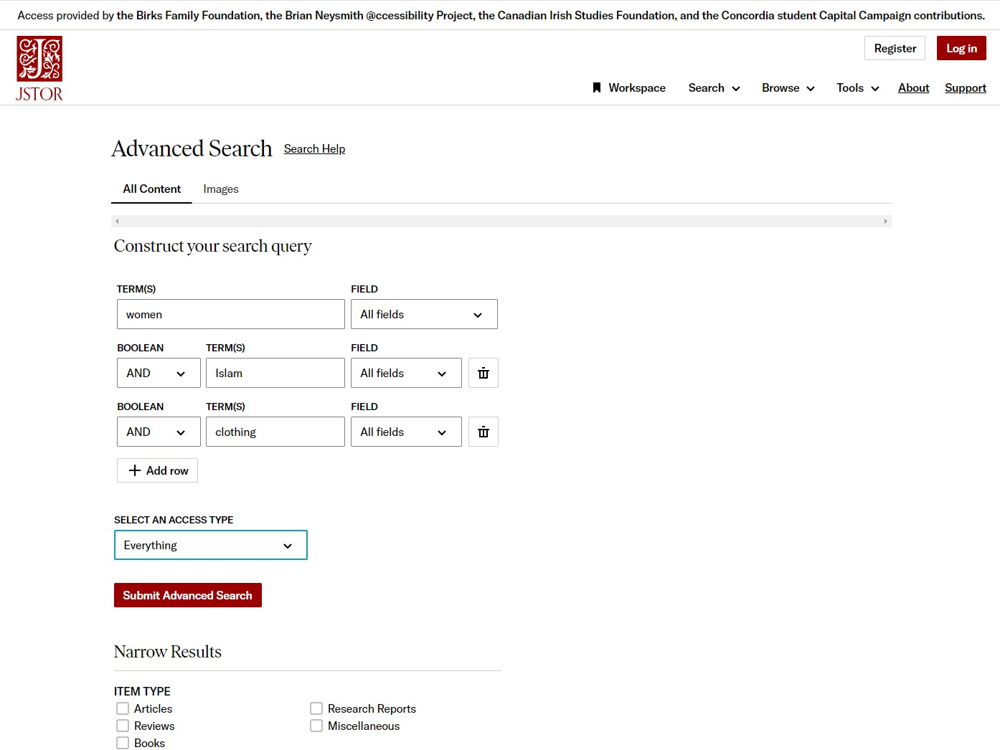 Access provided by the Birks Family Foundation, the Brian Neysmith @ccessibility Project, the Canadian Irish Studies Foundation, and the Concordia student Capital Campaign contributions.
Register Log in
J
JSTOR
Workspace Search Browse Tools About Support
Advanced Search Search Help
All Content Images
Construct your search query
TERM(S) FIELD
women All fields
BOOLEAN TERM(S) FIELD
AND Islam All fields
BOOLEAN TERM(S) FIELD
AND clothing All fields
Add row
SELECT AN ACCESS TYPE
Everything
Submit Advanced Search
Narrow Results
ITEM TYPE
Articles Research Reports
Reviews Miscellaneous
Books